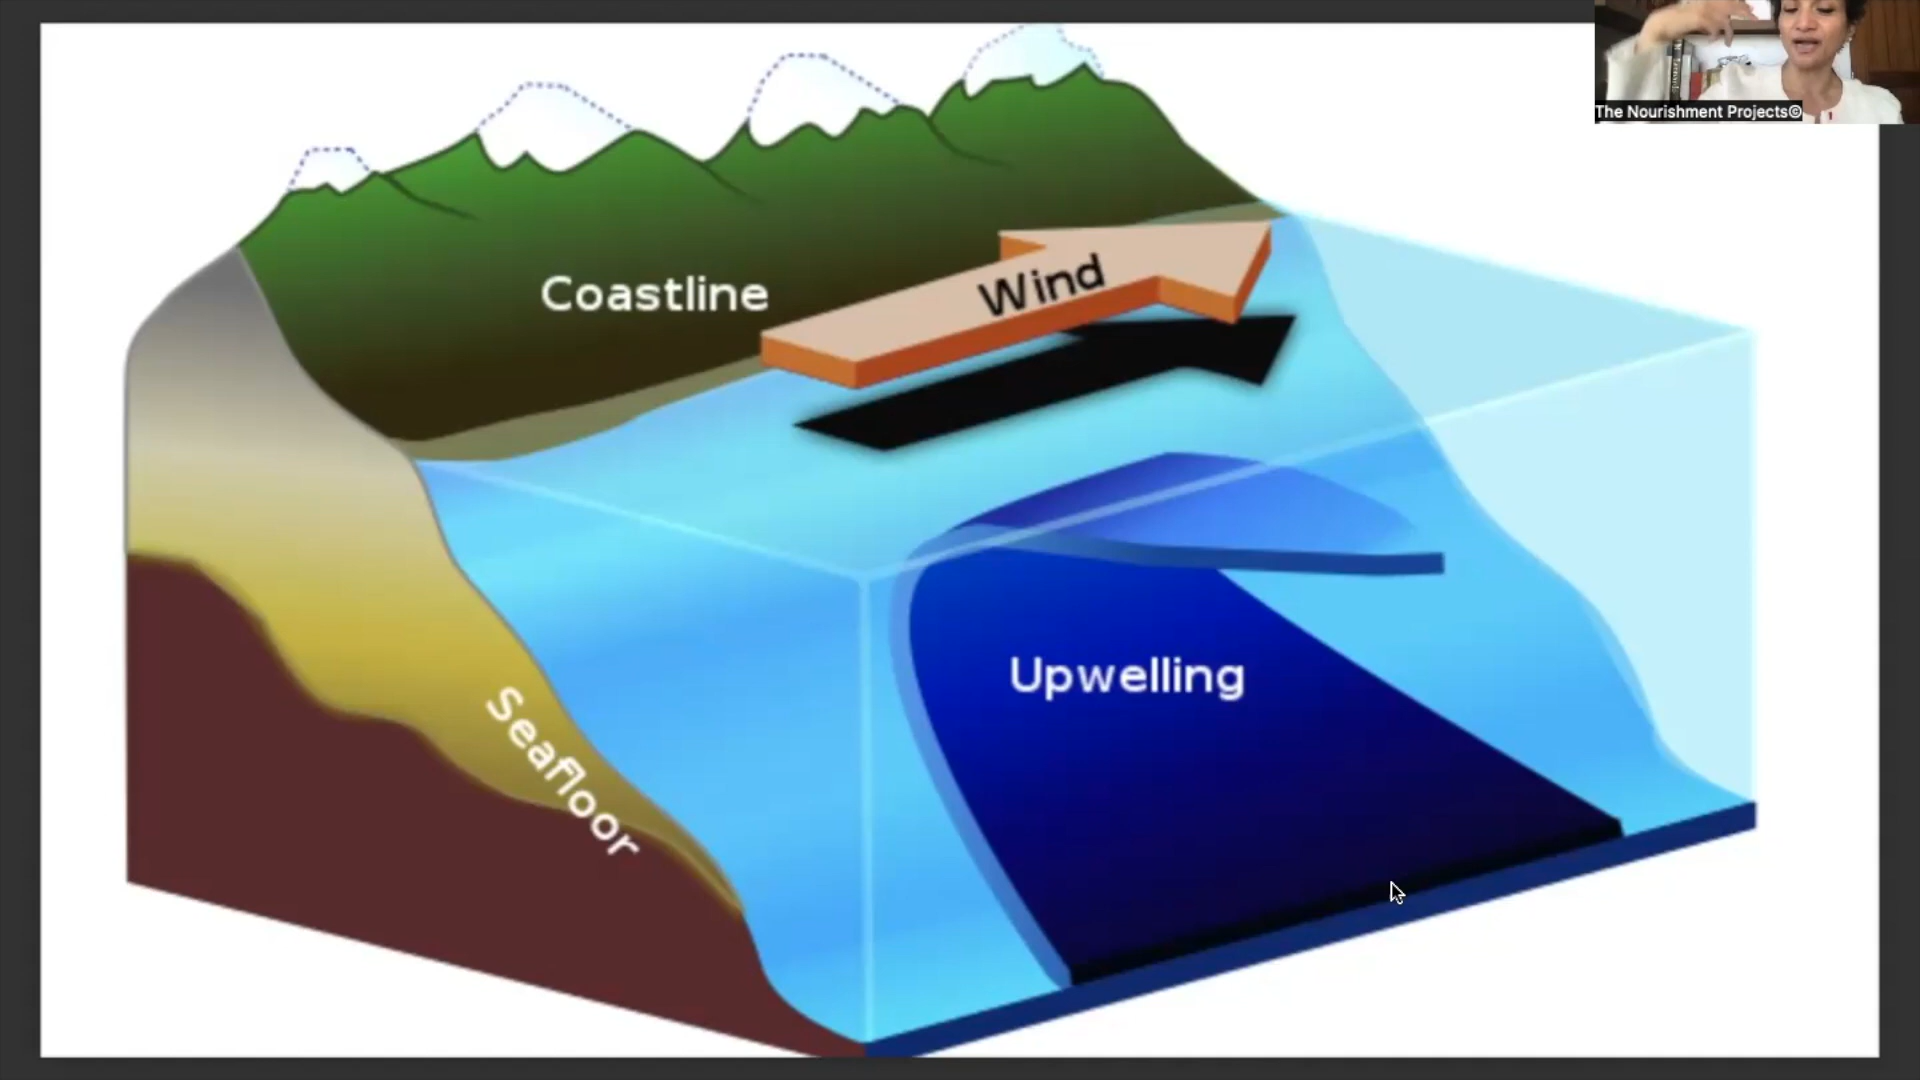 The Nourishment Projects©
Coastline
Wind
Upwelling
Seafloor